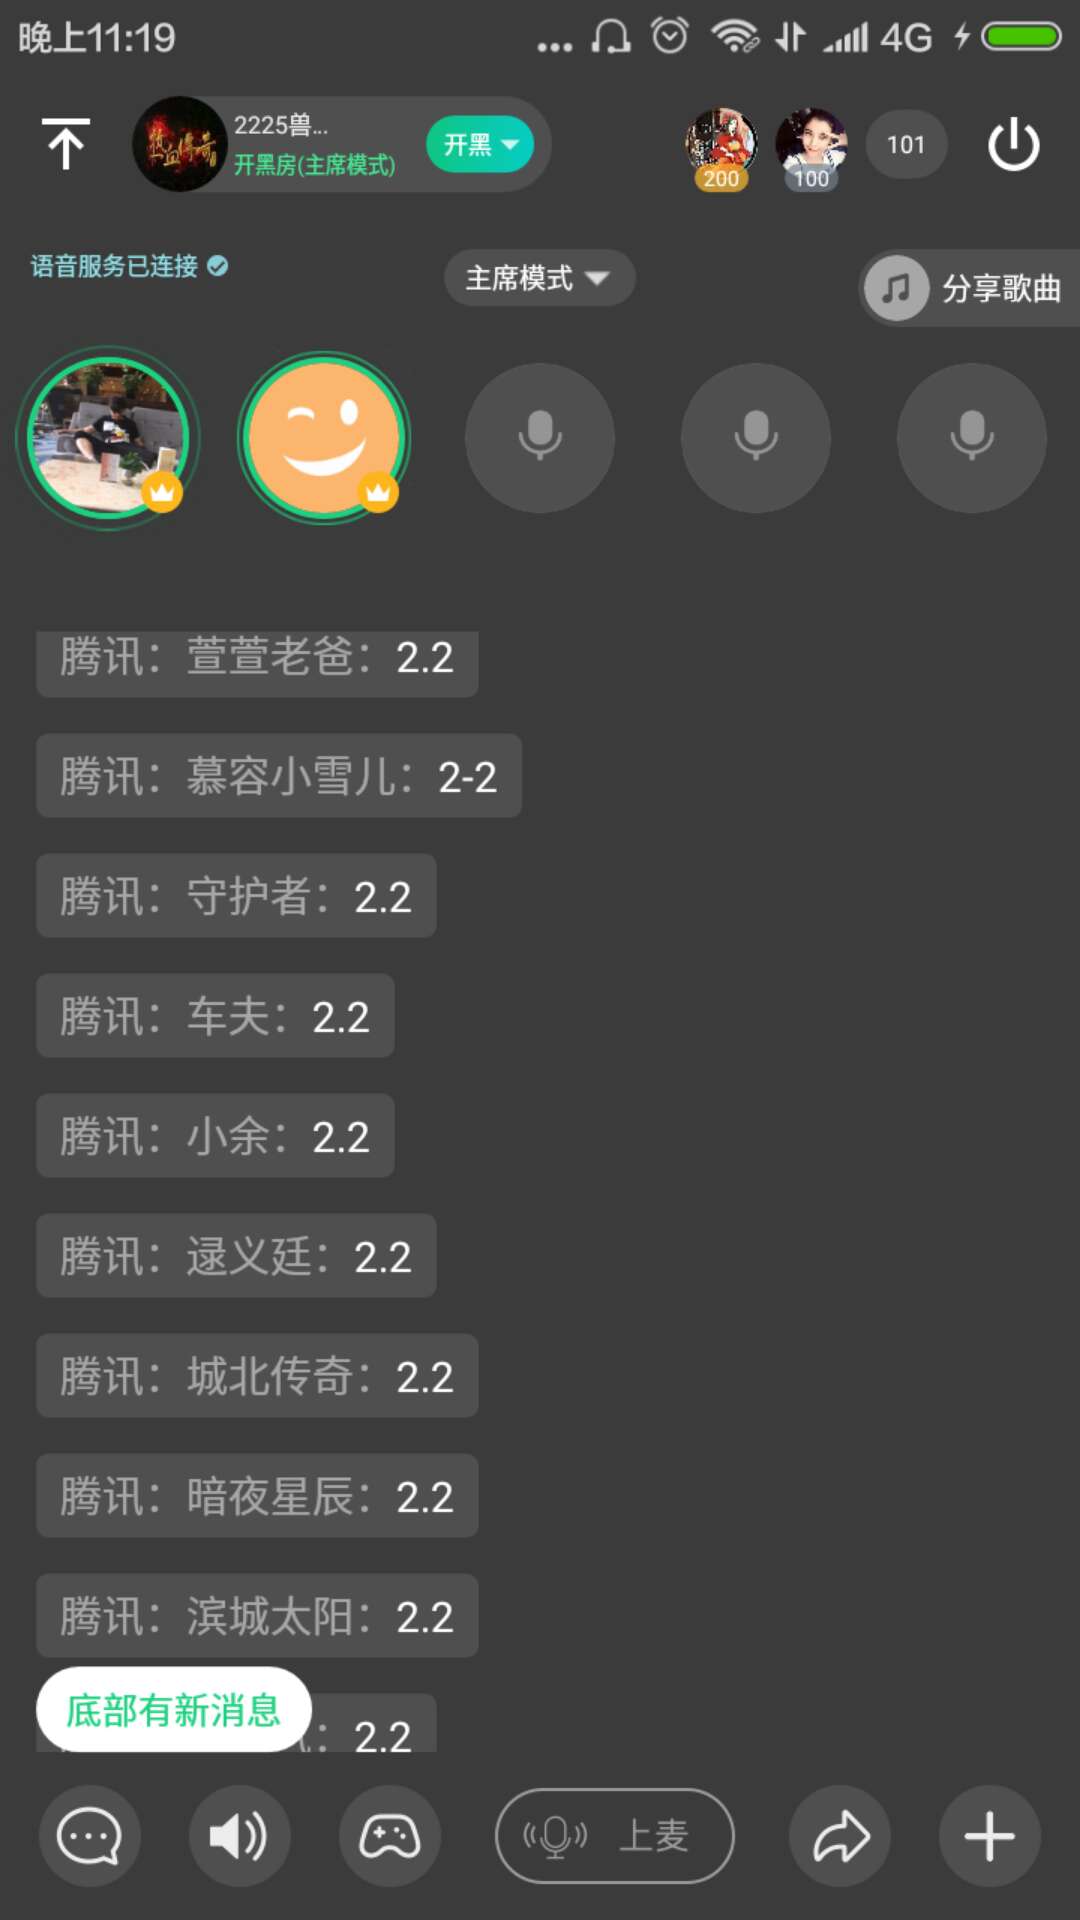 晚上11:19
4G
2225兽...
开黑房(主席模式)
开黑
200
100
101
语音服务已连接
主席模式
分享歌曲
腾讯：萱萱老爸：2.2
腾讯：慕容小雪儿：2-2
腾讯：守护者：2.2
腾讯：车夫：2.2
腾讯：小余：2.2
腾讯：逯义廷：2.2
腾讯：城北传奇：2.2
腾讯：暗夜星辰：2.2
腾讯：滨城太阳：2.2
底部有新消息
：2.2
上麦